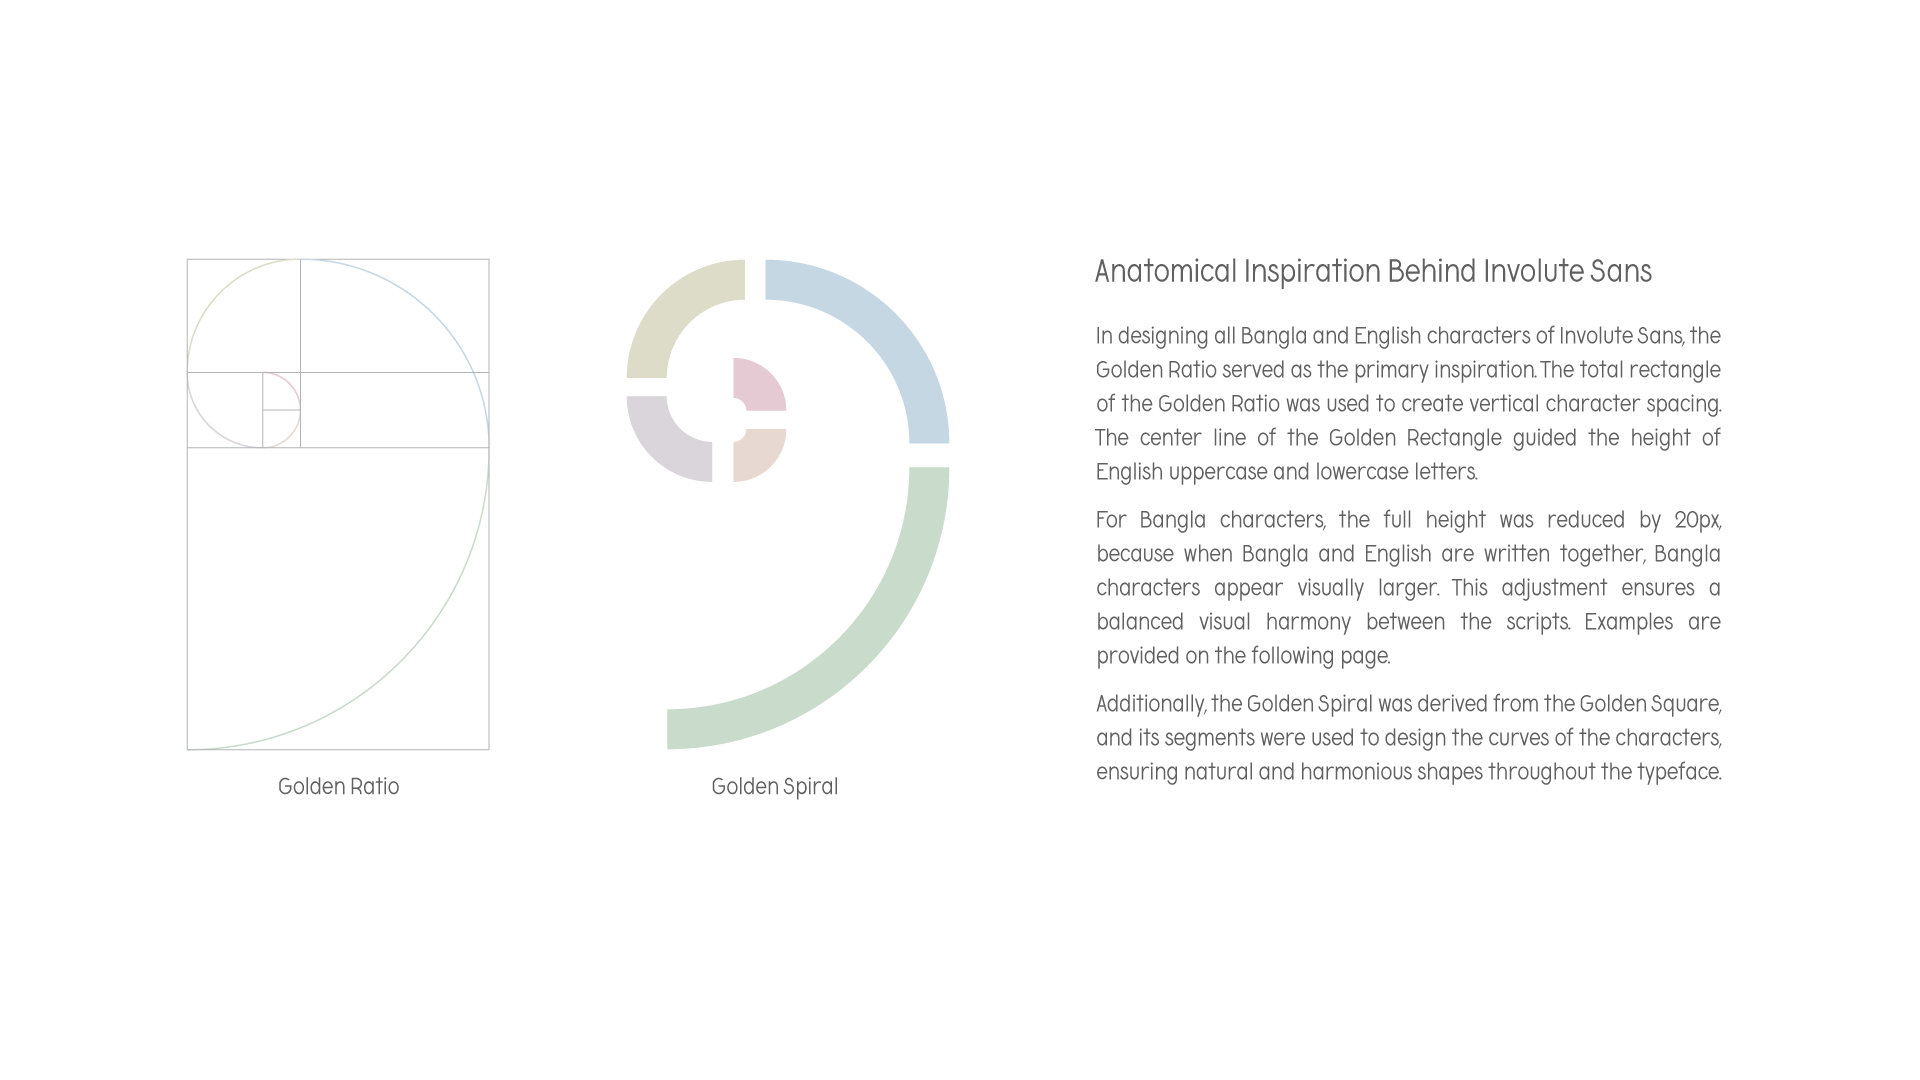 Golden Ratio
Golden Spiral
Anatomical Inspiration Behind Involute Sans
In designing all Bangla and English characters of Involute Sans, the
Golden Ratio served as the primary inspiration. The total rectangle
of the Golden Ratio was used to create vertical character spacing.
The center line of the Golden Rectangle guided the height of
English uppercase and lowercase letters.
For Bangla characters, the full height was reduced by 20px,
because when Bangla and English are written together, Bangla
characters appear visually larger. This adjustment ensures a
balanced visual harmony between the scripts. Examples are
provided on the following page.
Additionally, the Golden Spiral was derived from the Golden Square,
and its segments were used to design the curves of the characters,
ensuring natural and harmonious shapes throughout the typeface.